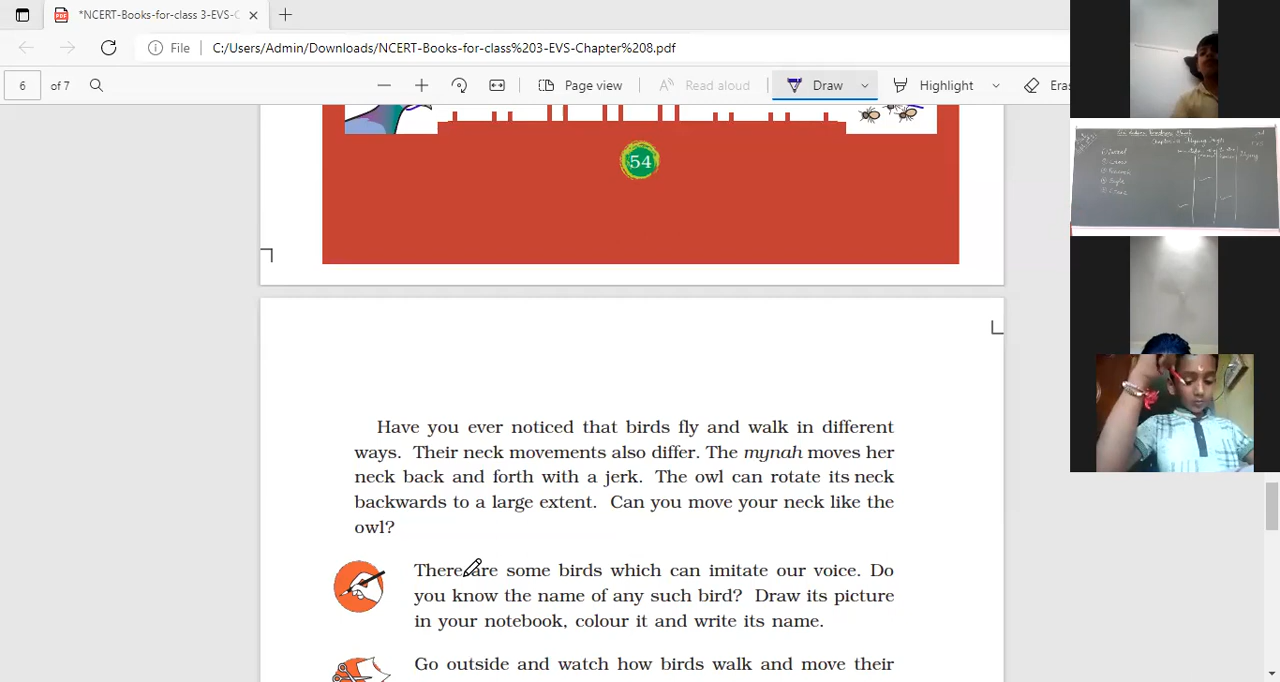 *NCERT-Books-for-class 3-EVS-C
File
C:/Users/Admin/Downloads/NCERT-Books-for-class%203-EVS-Chapter%208.pdf
6 of 7
Page view
Read aloud
Draw
Highlight
Era
54
Have you ever noticed that birds fly and walk in different
ways. Their neck movements also differ. The mynah moves her
neck back and forth with a jerk. The owl can rotate its neck
backwards to a large extent. Can you move your neck like the
owl?
There are some birds which can imitate our voice. Do
you know the name of any such bird? Draw its picture
in your notebook, colour it and write its name.
Go outside and watch how birds walk and move their